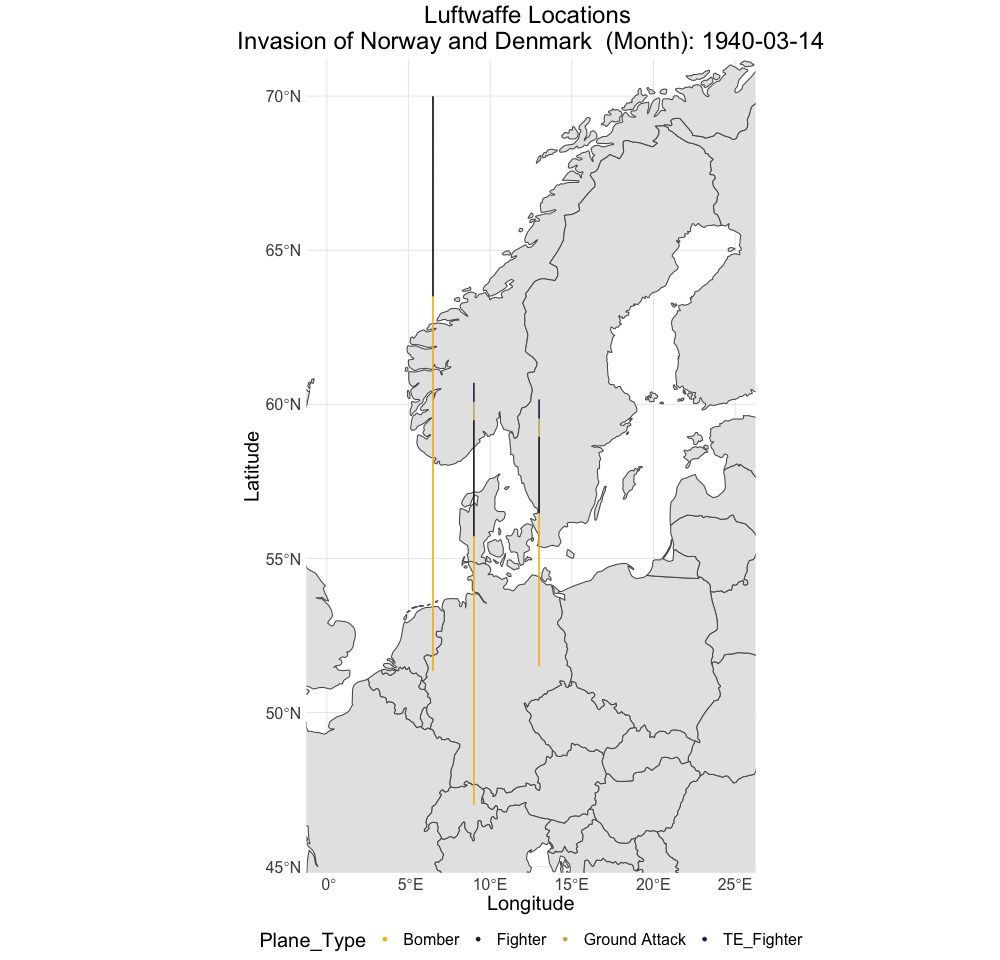 Luftwaffe Locations
Invasion of Norway and Denmark  (Month): 1940-03-14
70°N
65°N
60°N
55°N
50°N
45°N
Latitude
0°
5°E
10°E
15°E
20°E
25°E
Longitude
Plane_Type
Bomber
Fighter
Ground Attack
TE_Fighter